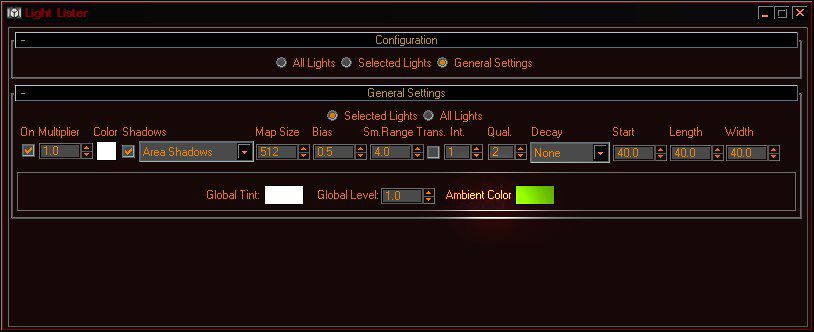 Light Lister
- Configuration
All Lights Selected Lights General Settings
- General Settings
Selected Lights All Lights
On Multiplier Color Shadows Map Size Bias Sm.Range Trans. Int. Qual. Decay Start Length Width
1.0 Area Shadows 512 0.5 4.0 1 2 None 40.0 40.0 40.0
Global Tint: Global Level: 1.0 Ambient Color